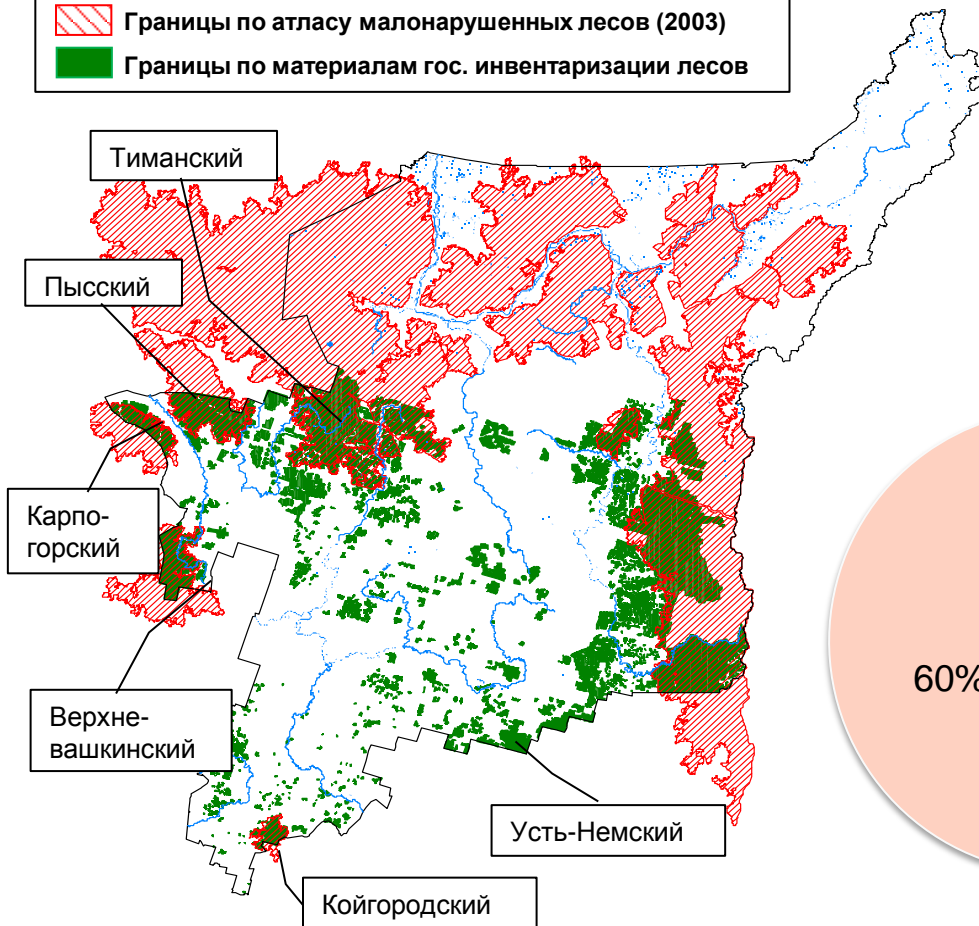 Границы по атласу малонарушенных лесов (2003)
Границы по материалам гос. инвентаризации лесов
Тиманский
Пысский
Карпо-
горский
60%
Верхне-
вашкинский
Усть-Немский
Койгородский